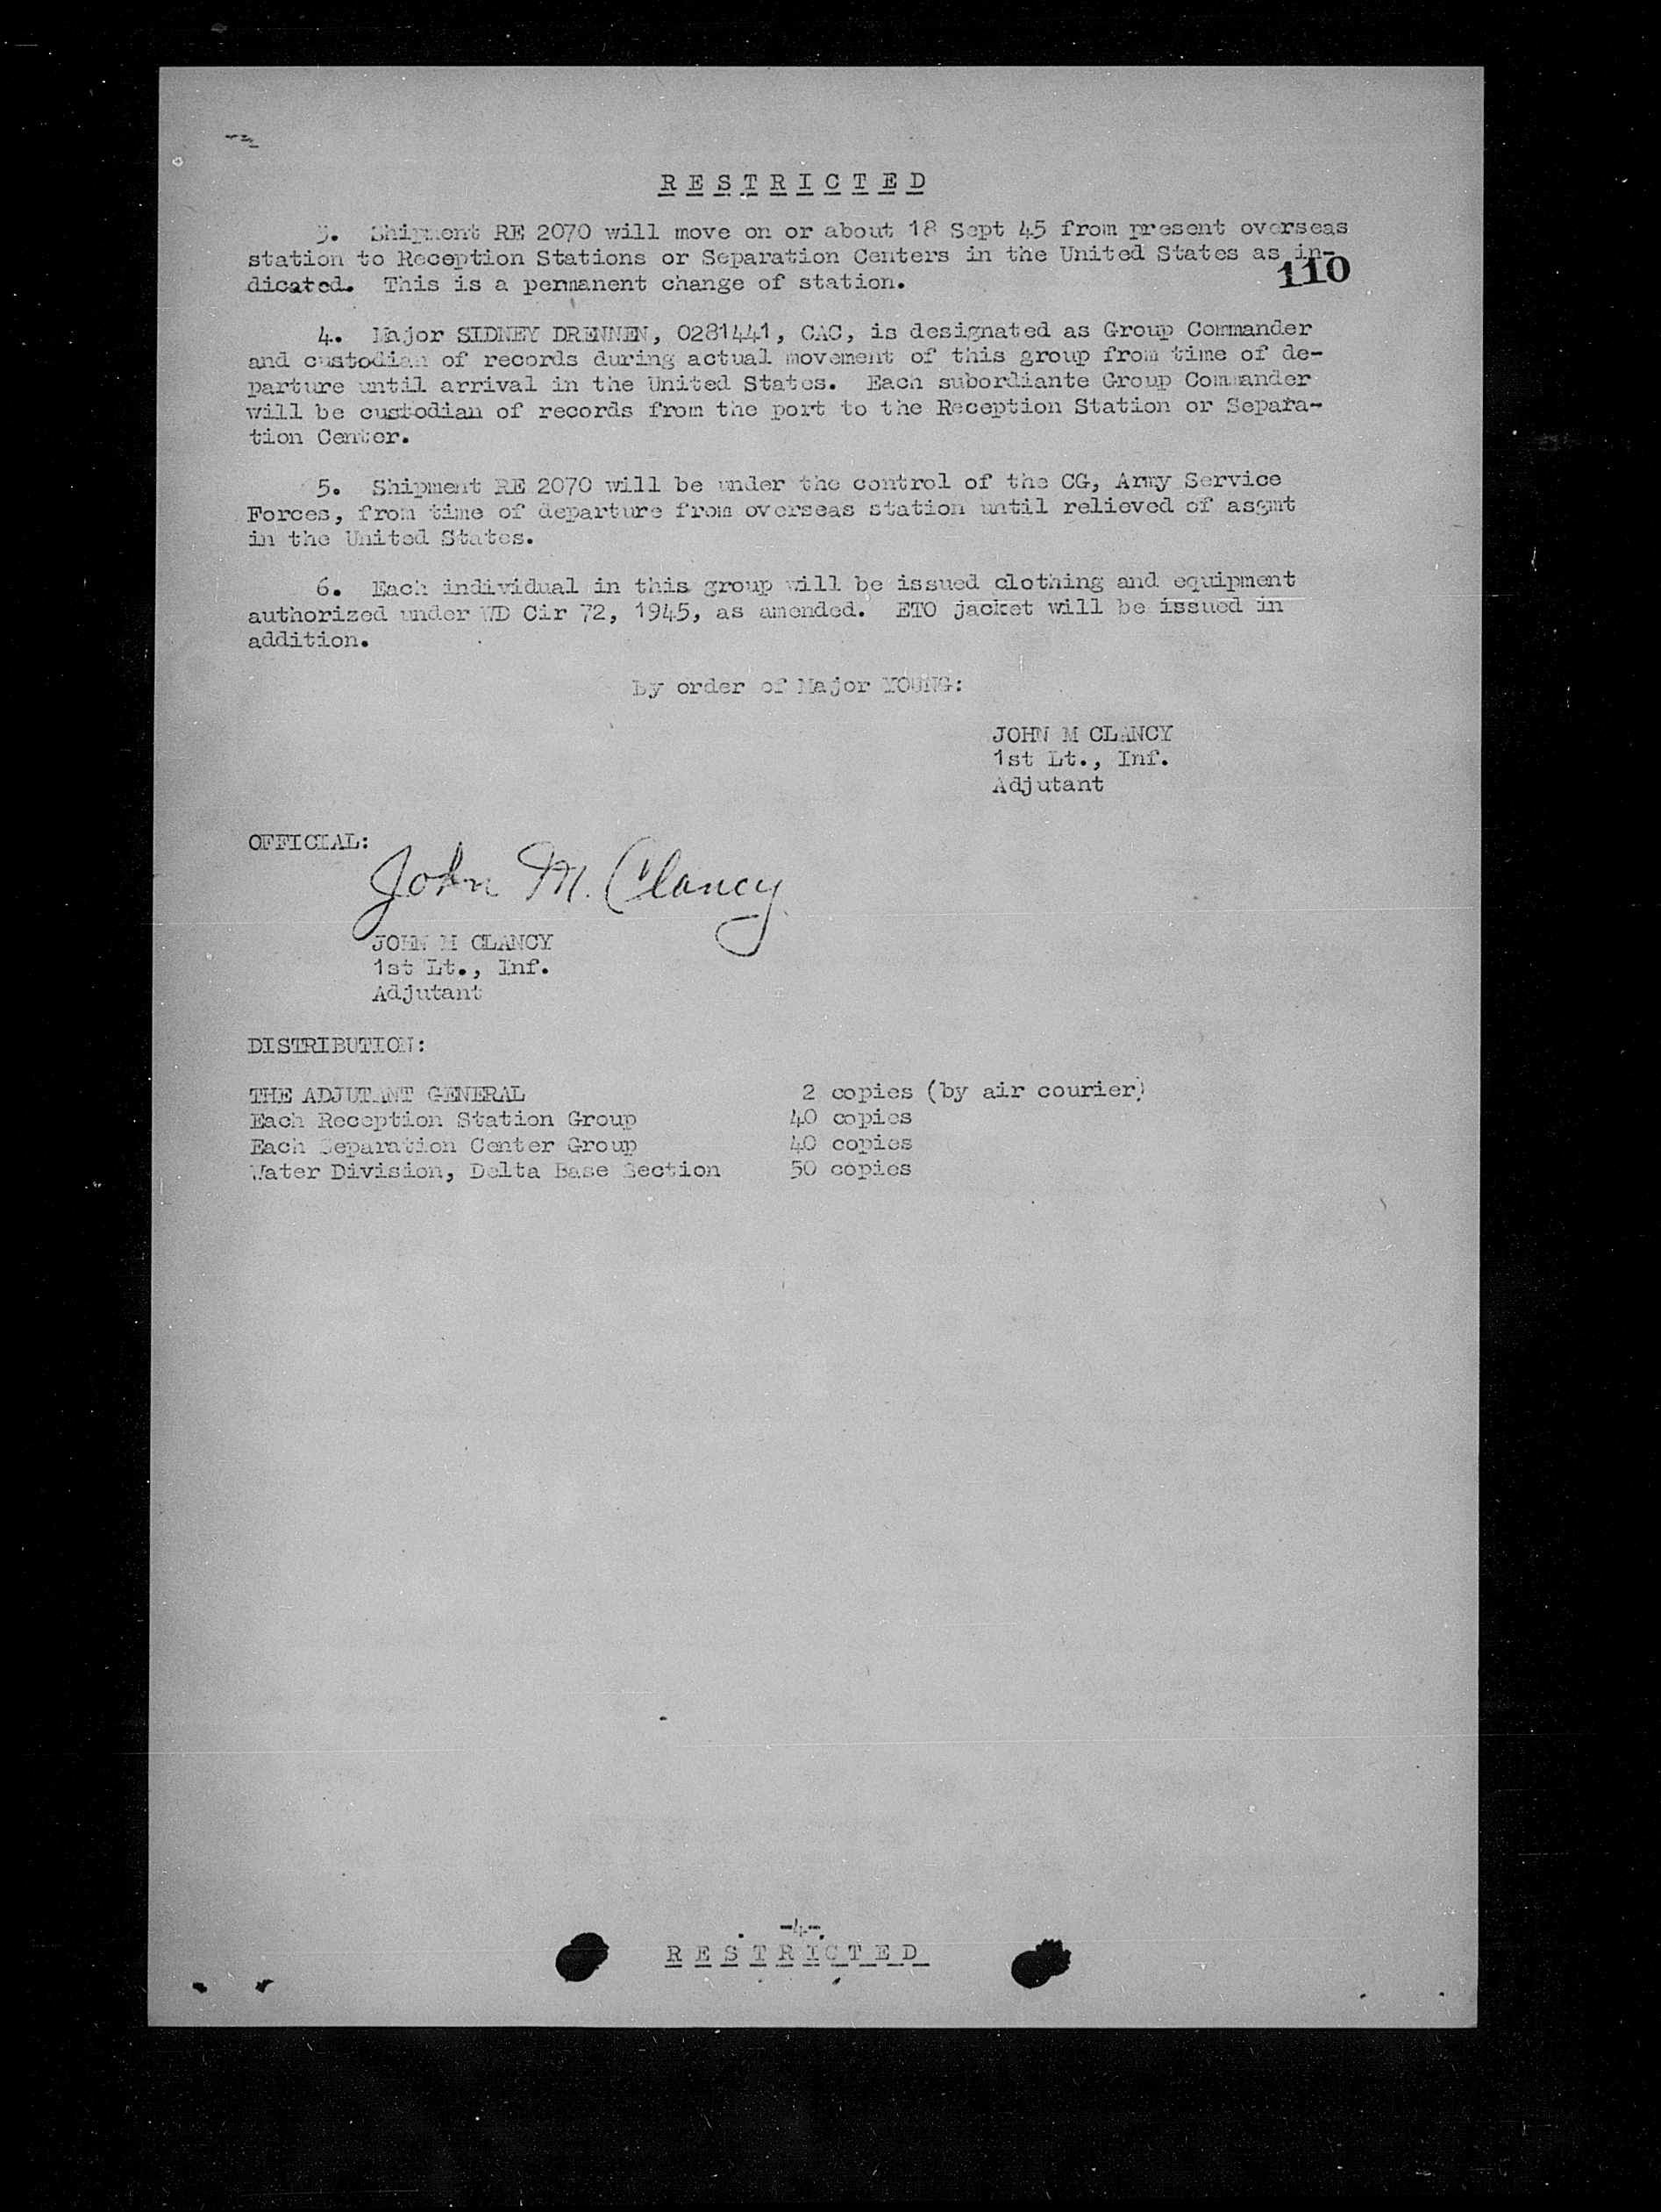 R E S T R I C T E D
3. Shipment RE 2070 will move on or about 18 Sept 45 from present overseas
station to Reception Stations or Separation Centers in the United States as in-
110
dicated. This is a permanent change of station.
4. Major SIDNEY DRENNEN, O281441, CAC, is designated as Group Commander
and custodian of records during actual movement of this group from time of de-
parture until arrival in the United States. Each subordiante Group Commander
will be custodian of records from the port to the Reception Station or Separa-
tion Center.
5. Shipment RE 2070 will be under the control of the CG, Army Service
Forces, from time of departure from overseas station until relieved of asgmt
in the United States.
6. Each individual in this group will be issued clothing and equipment
authorized under WD Cir 72, 1945, as amended. ETO jacket will be issued in
addition.
By order of Major YOUNG:
JOHN M CLANCY
1st Lt., Inf.
Adjutant
OFFICIAL:
John M. Clancy
JOHN M CLANCY
1st Lt., Inf.
Adjutant
DISTRIBUTION:
THE ADJUTANT GENERAL 2 copies (by air courier)
Each Reception Station Group 40 copies
Each Separation Center Group 40 copies
Water Division, Delta Base Section 50 copies
-4-
R E S T R I C T E D